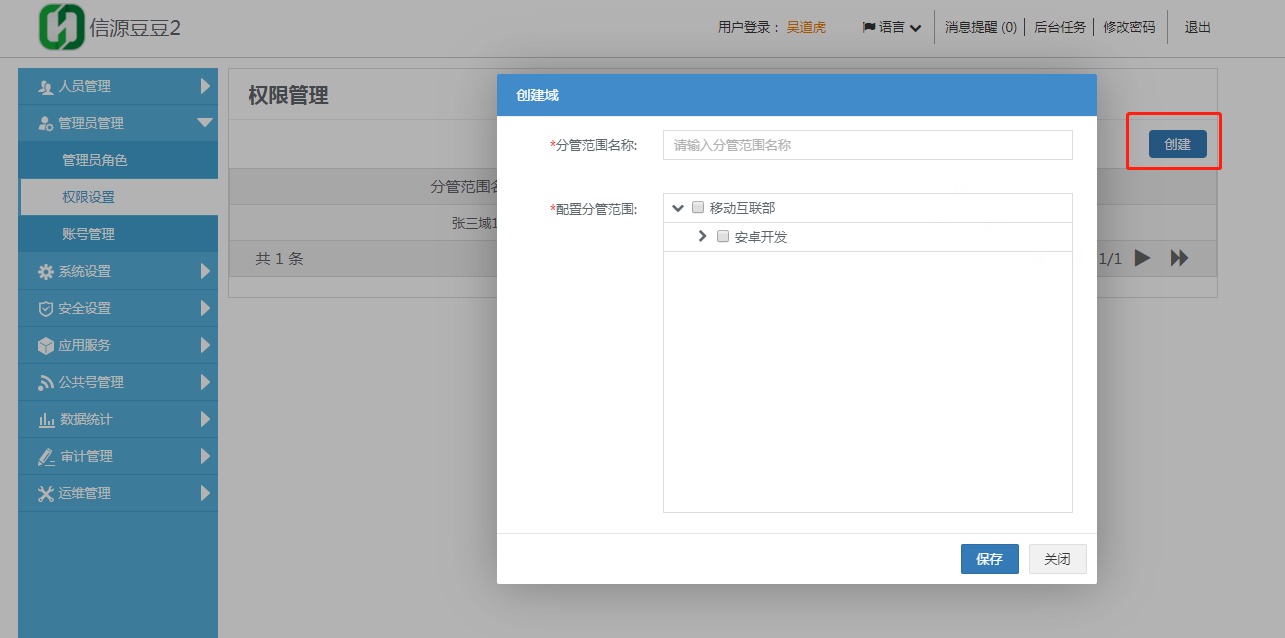 信源豆豆2
用户登录： 吴道虎 语言 消息提醒 (0) 后台任务 修改密码 退出
人员管理
管理员管理
管理员角色
权限设置
账号管理
系统设置
安全设置
应用服务
公共号管理
数据统计
审计管理
运维管理
权限管理
创建
分管范围名
张三域1
共 1 条
1/1
创建域
*分管范围名称:
请输入分管范围名称
*配置分管范围:
移动互联部
安卓开发
保存 关闭